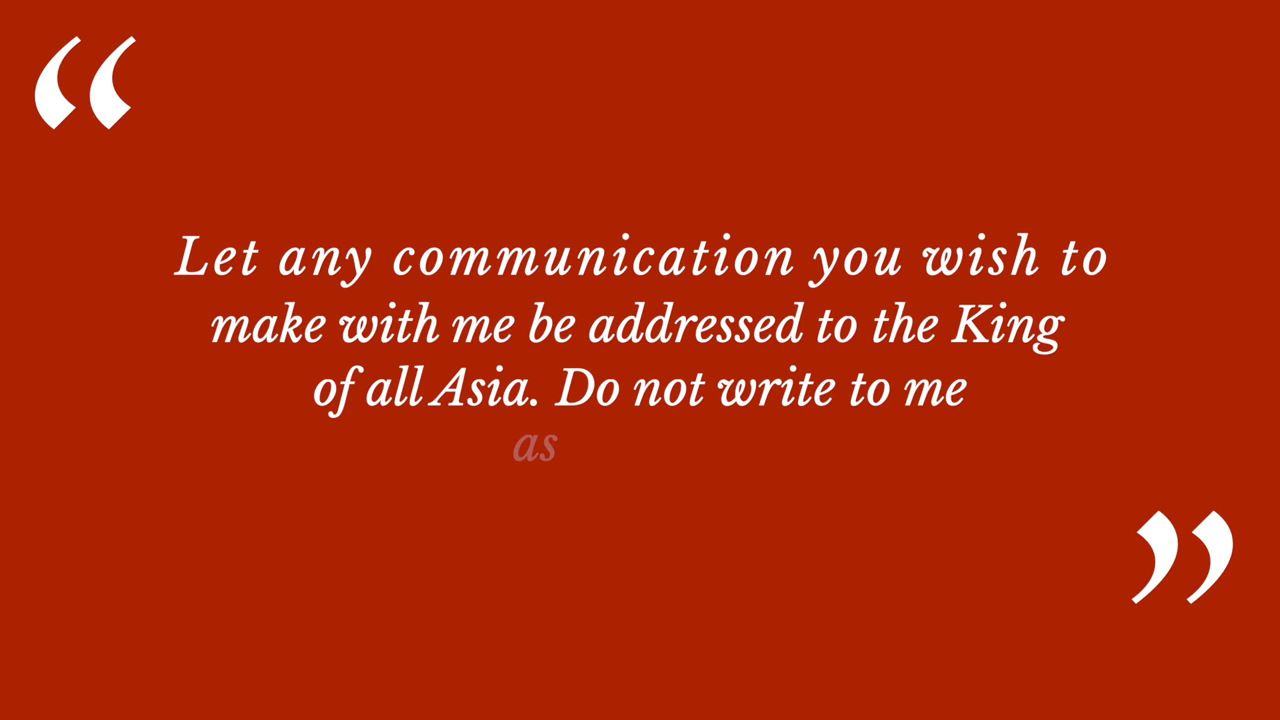 “
Let any communication you wish to
make with me be addressed to the King
of all Asia. Do not write to me
as
”